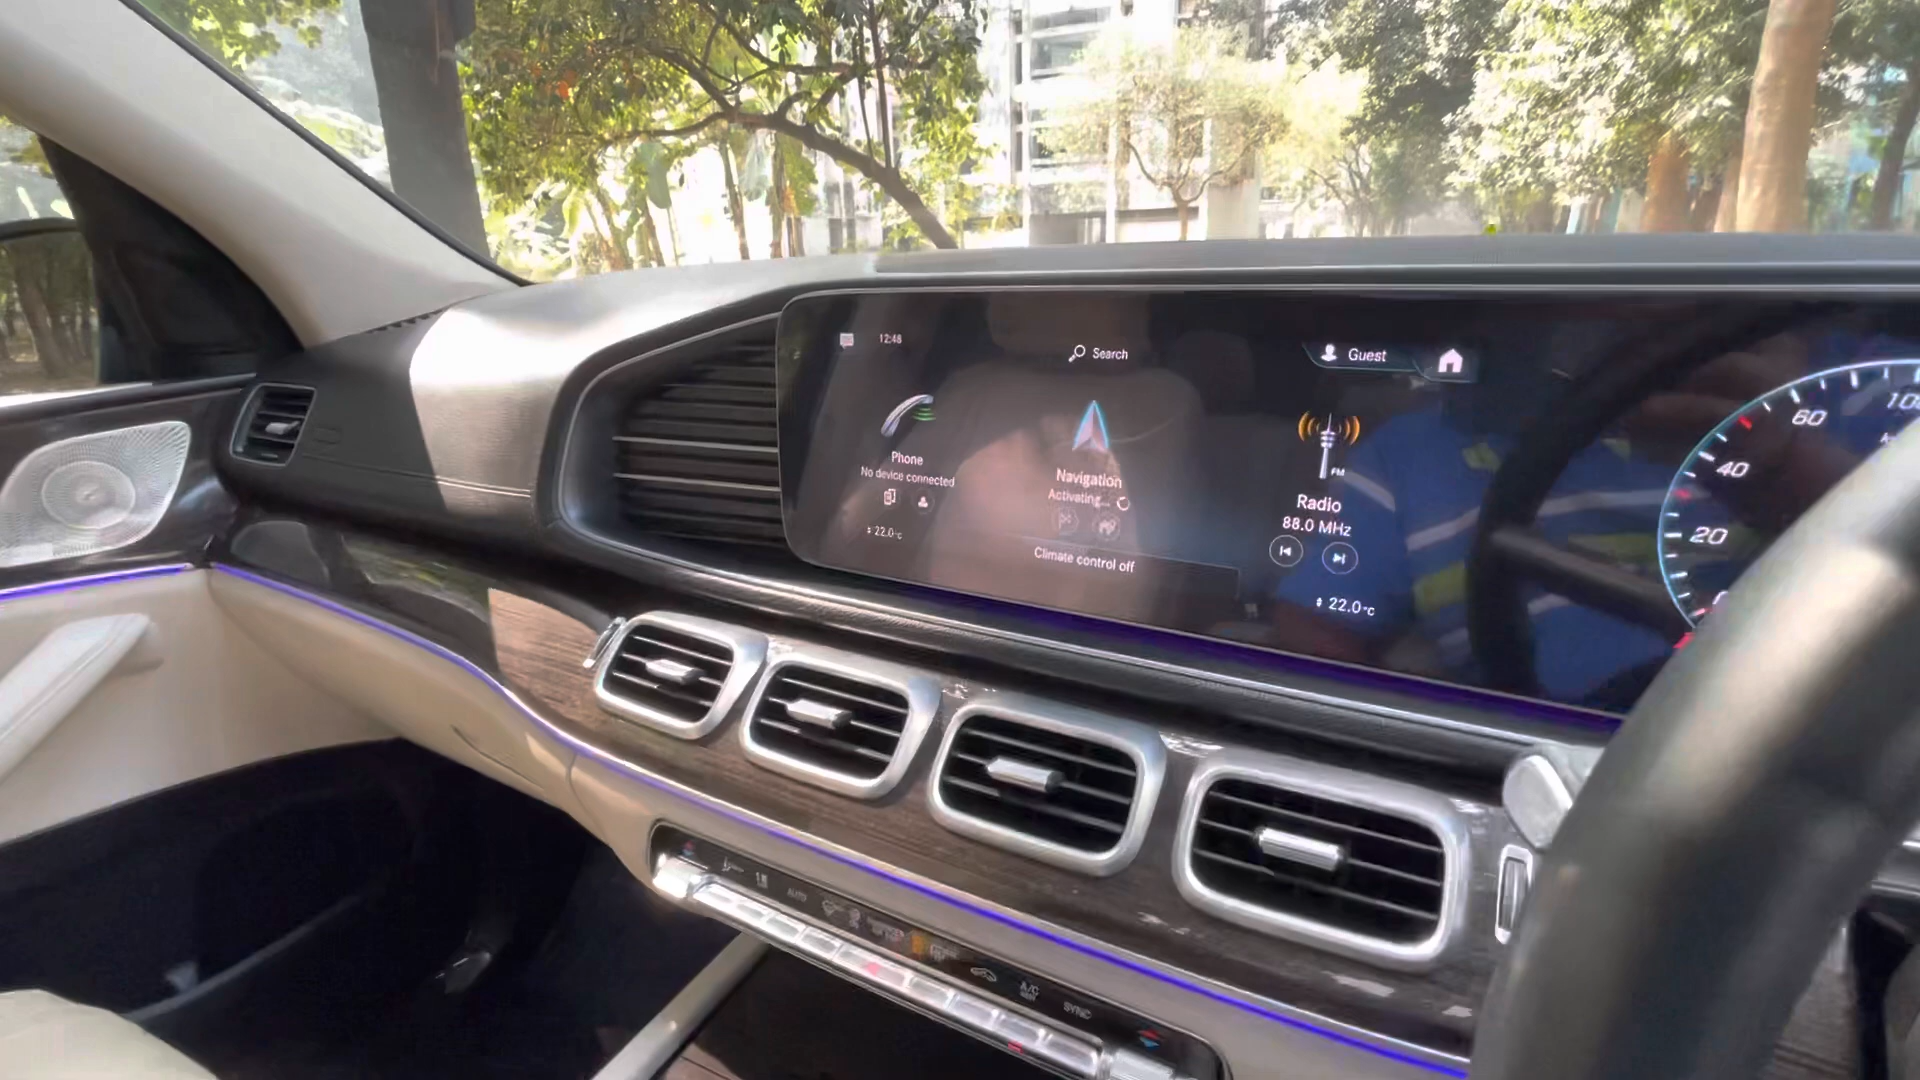 12:48
Search
Guest
Phone
No device connected
22.0°C
Navigation
Activating...
Climate control off
FM
Radio
88.0 MHz
22.0°C
100
60
40
20
AUTO
A/C
SYNC